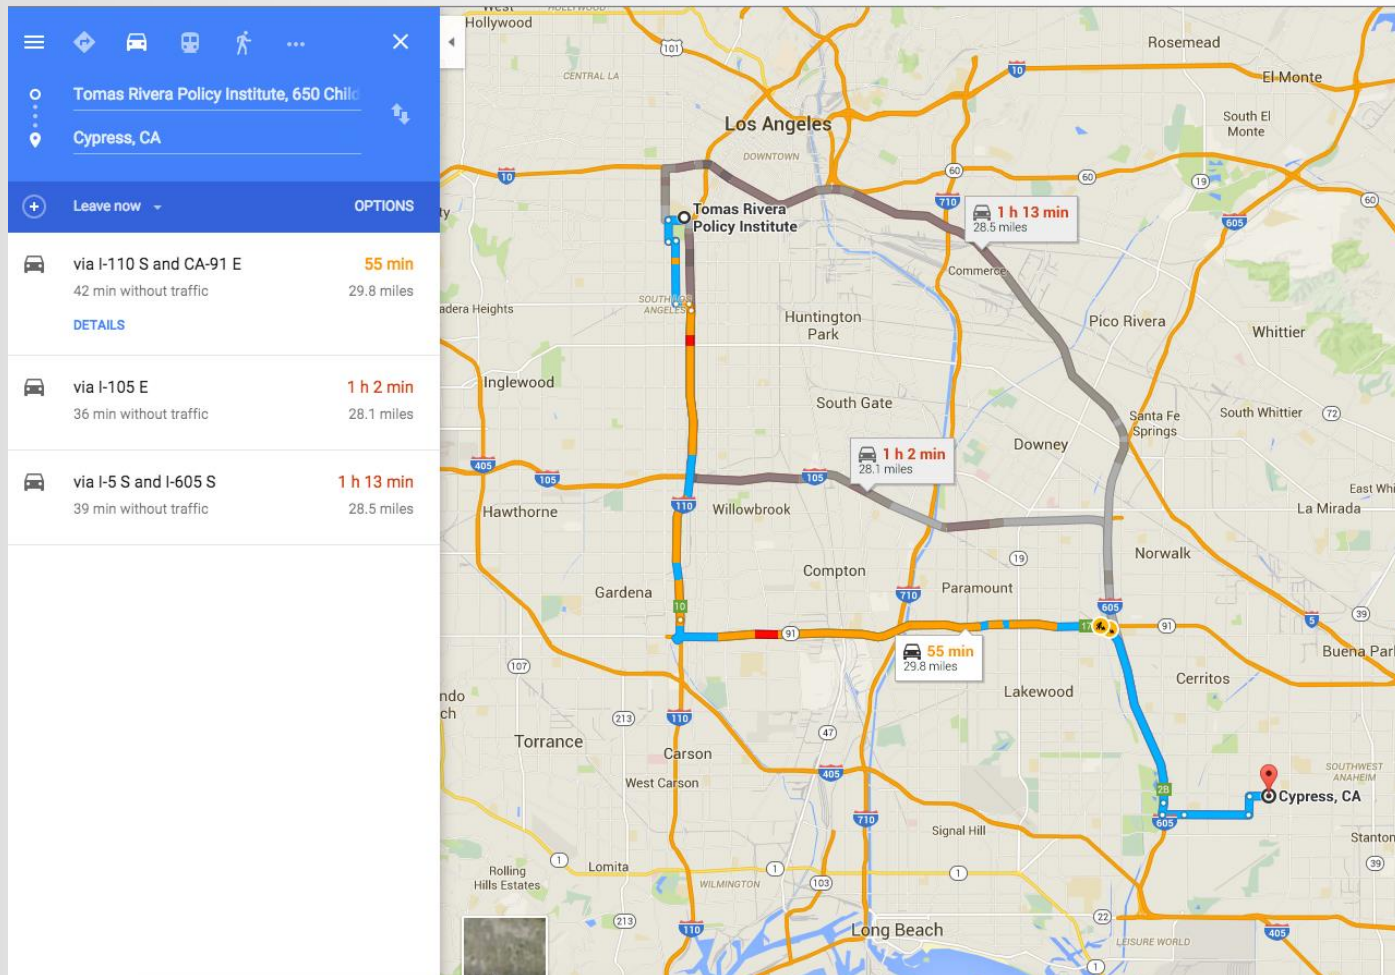 Tomas Rivera Policy Institute, 650 Child
Cypress, CA
Leave now
OPTIONS
via I-110 S and CA-91 E
55 min
42 min without traffic
29.8 miles
DETAILS
via I-105 E
1 h 2 min
36 min without traffic
28.1 miles
via I-5 S and I-605 S
1 h 13 min
39 min without traffic
28.5 miles
West
Hollywood
HOLLYWOOD
101
Rosemead
10
El Monte
CENTRAL LA
South El
Monte
Los Angeles
DOWNTOWN
10
60
60
19
60
710
605
Tomas Rivera
Policy Institute
1 h 13 min
28.5 miles
Commerce
SOUTH LOS
ANGELES
adera Heights
Huntington
Park
Pico Rivera
Whittier
Inglewood
South Gate
Santa Fe
Springs
South Whittier
72
Downey
405
105
1 h 2 min
28.1 miles
105
East Whi
La Mirada
Hawthorne
110
Willowbrook
19
Norwalk
Compton
Paramount
Gardena
710
10
605
39
5
91
17
91
Buena Park
55 min
29.8 miles
107
Cerritos
Lakewood
ndo
ch
213
110
47
Torrance
Carson
West Carson
405
SOUTHWEST
ANAHEIM
2B
Cypress, CA
605
710
Signal Hill
Stanton
39
1
Lomita
1
1
Rolling
Hills Estates
WILMINGTON
103
213
110
22
Long Beach
405
LEISURE WORLD
1